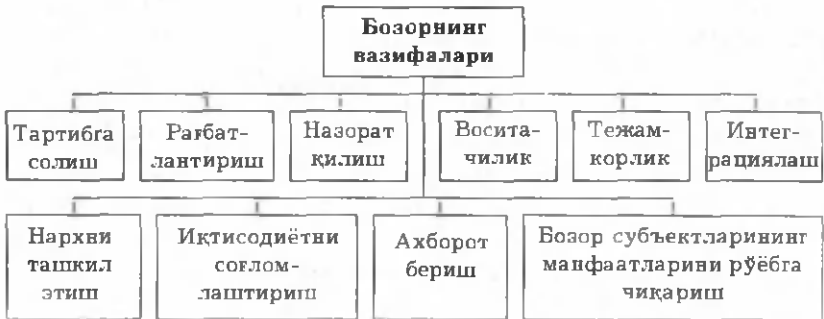 Бозорнинг
вазифалари
Тартибга
солиш
Рағбат-
лантириш
Назорат
қилиш
Восита-
чилик
Тежам-
корлик
Интег-
рациялаш
Нархни
ташкил
этиш
Иқтисодиётни
соғлом-
лаштириш
Ахборот
бериш
Бозор субъектларининг
манфаатларини рўёбга
чиқариш